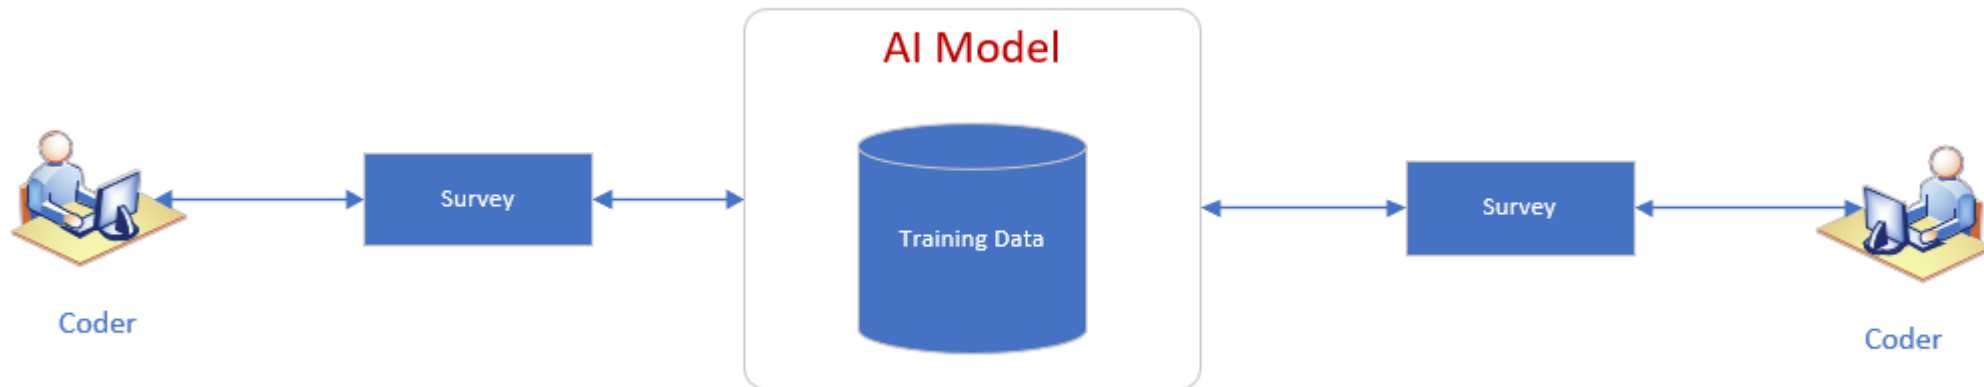 AI Model
Survey
Training Data
Survey
Coder
Coder